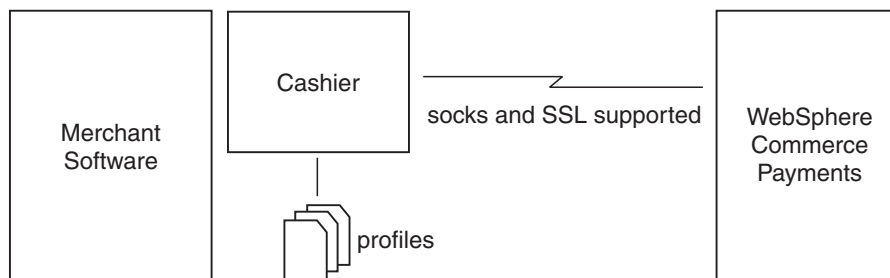 Merchant
Software
Cashier
socks and SSL supported
profiles
WebSphere
Commerce
Payments